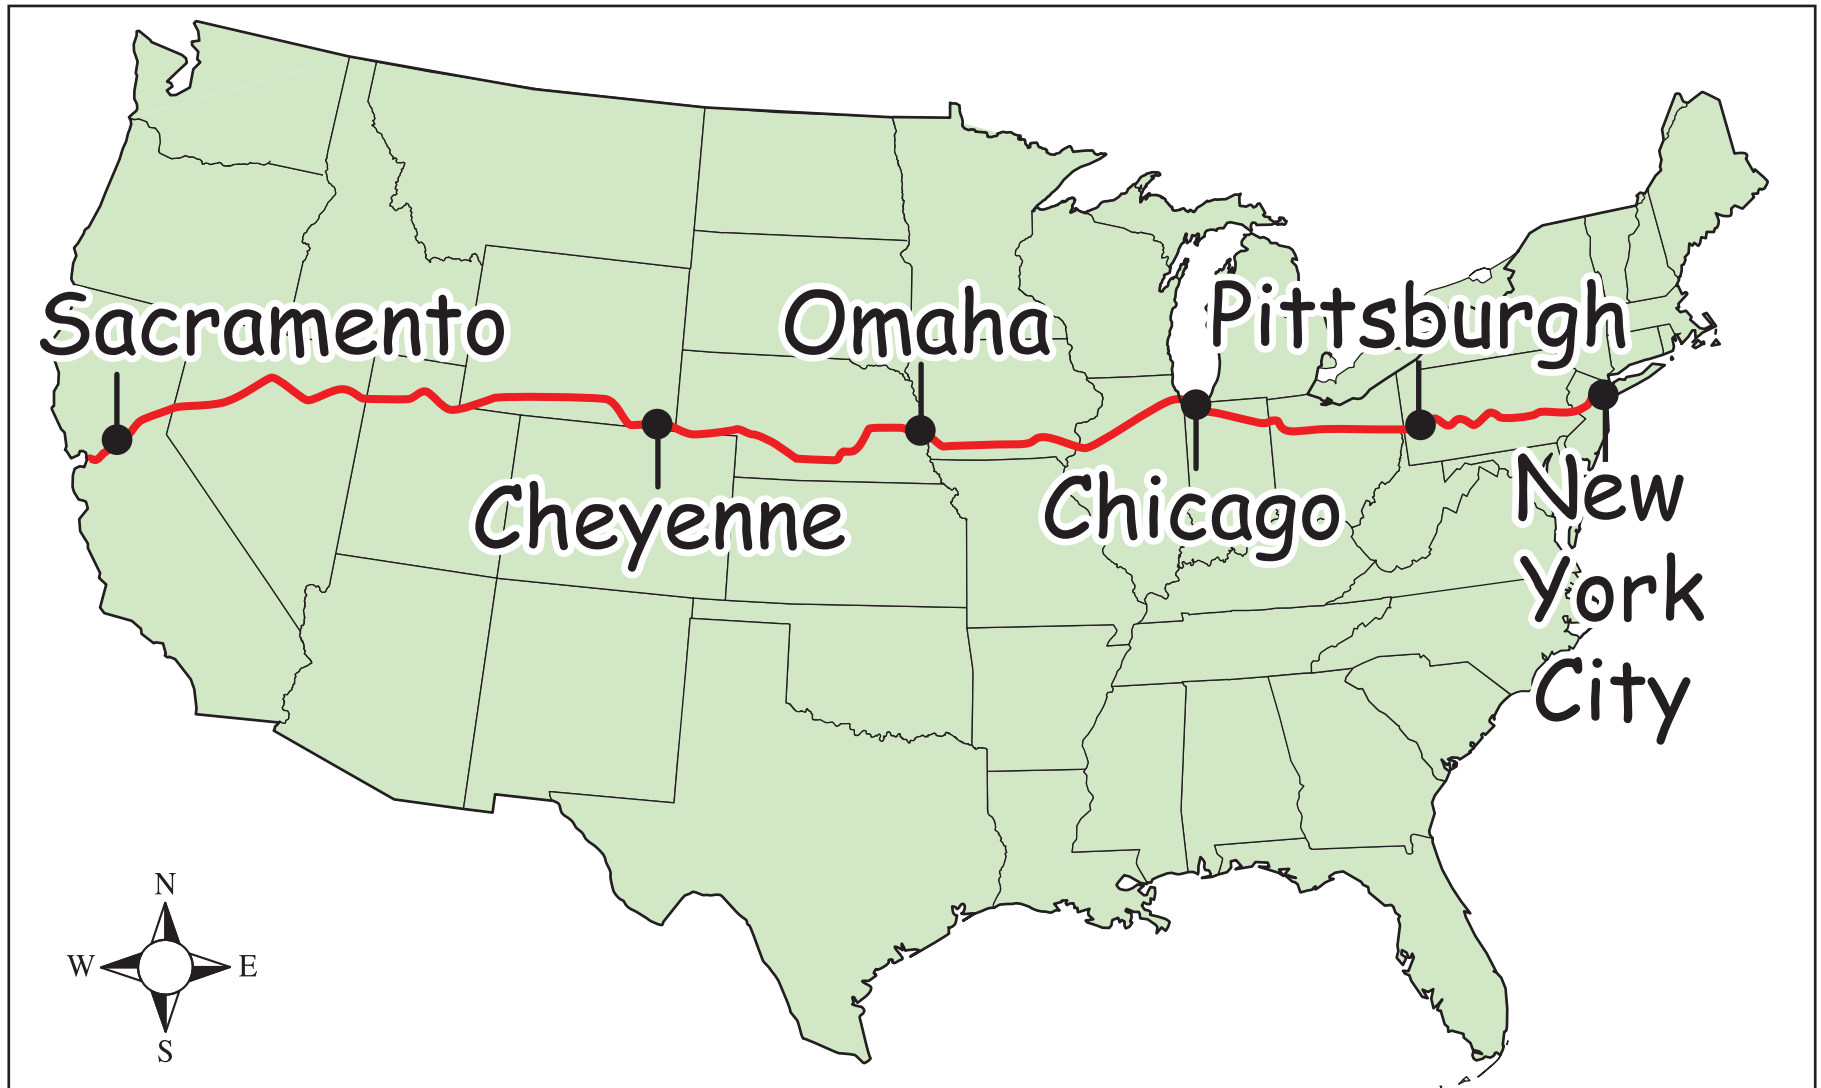 Sacramento
Omaha
Pittsburgh
Cheyenne
Chicago
New
York
City
N
W
E
S